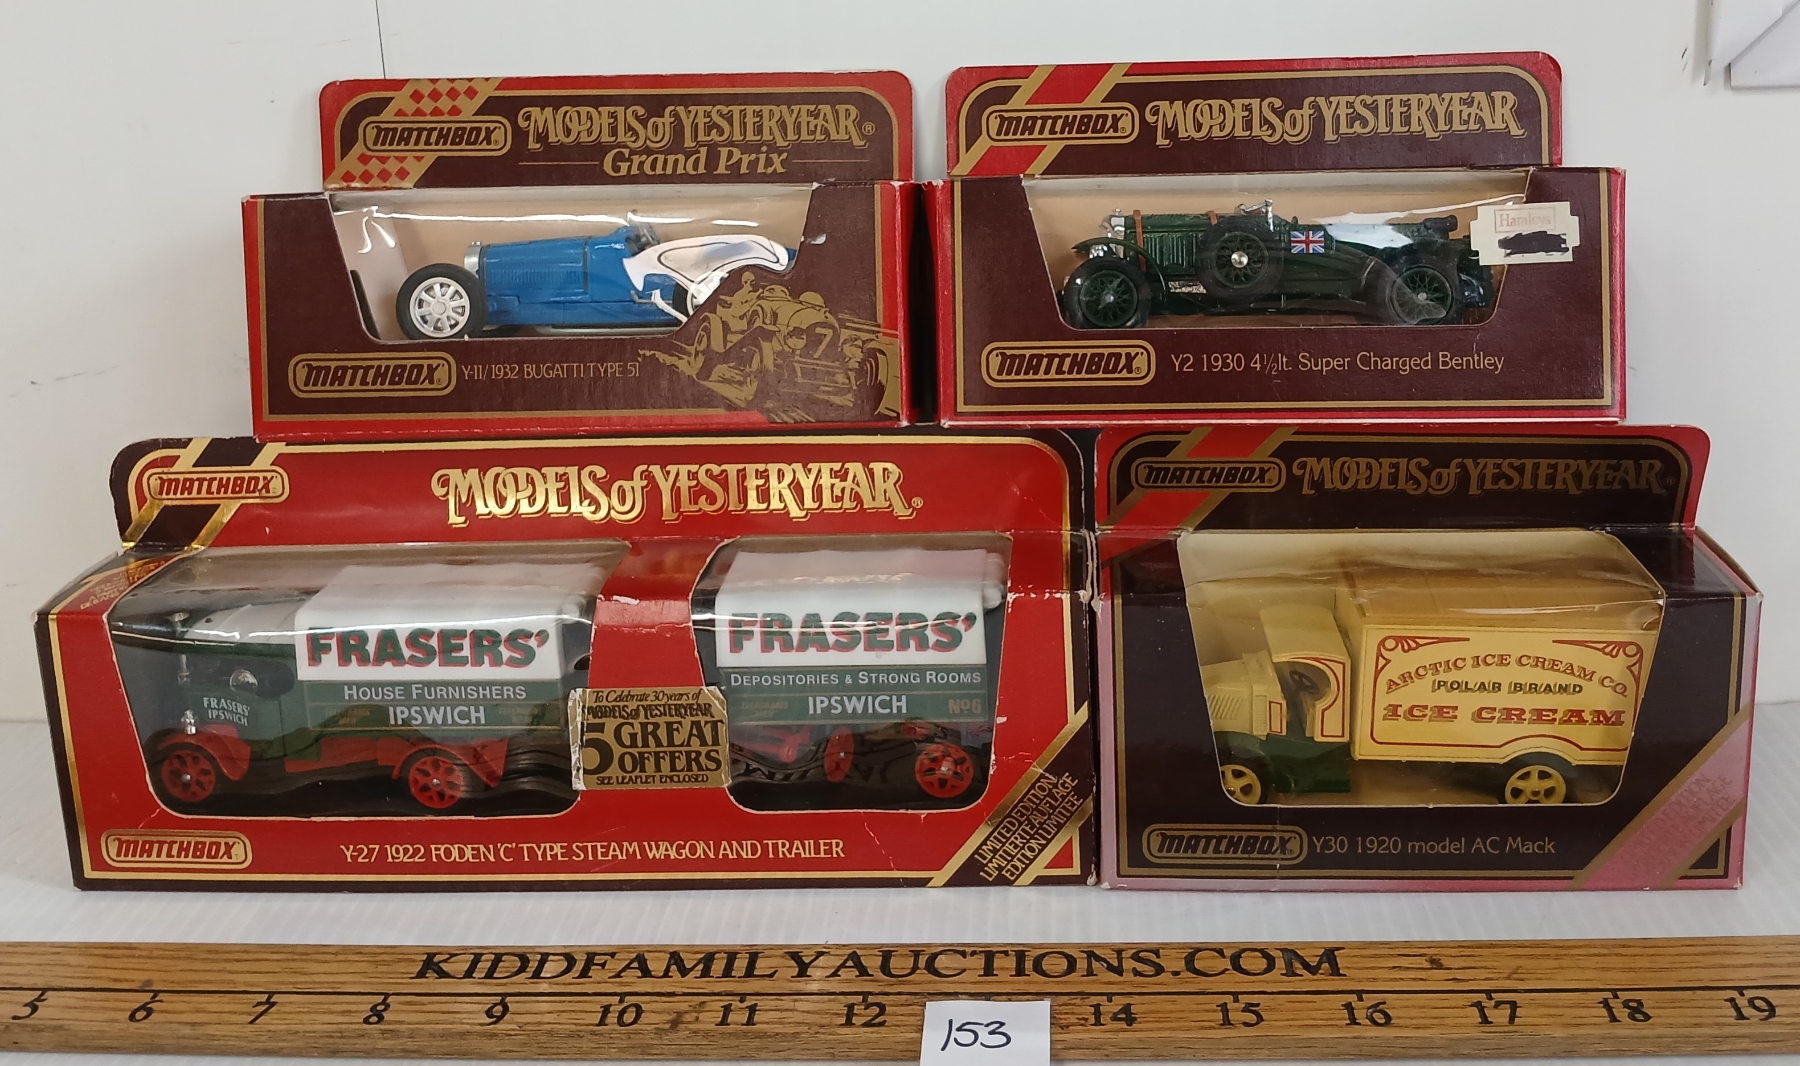 MATCHBOX
MODELS of YESTERYEAR®
Grand Prix
MATCHBOX
Y-11/1932 BUGATTI TYPE 51
7
MATCHBOX
MODELS of YESTERYEAR
Hamleys
MATCHBOX
Y2 1930 4½lt. Super Charged Bentley
MATCHBOX
MODELS of YESTERYEAR®
FRASERS'
HOUSE FURNISHERS
IPSWICH
FRASERS'
IPSWICH
FRASERS'
DEPOSITORIES & STRONG ROOMS
IPSWICH
No6
To Celebrate 30 years of
MODELS of YESTERYEAR
5 GREAT
OFFERS
SEE LEAFLET ENCLOSED
MATCHBOX
Y-27 1922 FODEN 'C' TYPE STEAM WAGON AND TRAILER
LIMITED EDITION
LIMITIERTE AUFLAGE
EDITION LIMITÉE
MATCHBOX
MODELS of YESTERYEAR®
ARCTIC ICE CREAM CO.
POLAR BRAND
ICE CREAM
MATCHBOX
Y30 1920 model AC Mack
KIDDFAMILYAUCTIONS.COM
5 6 7 8 9 10 11 12 14 15 16 17 18 19
153